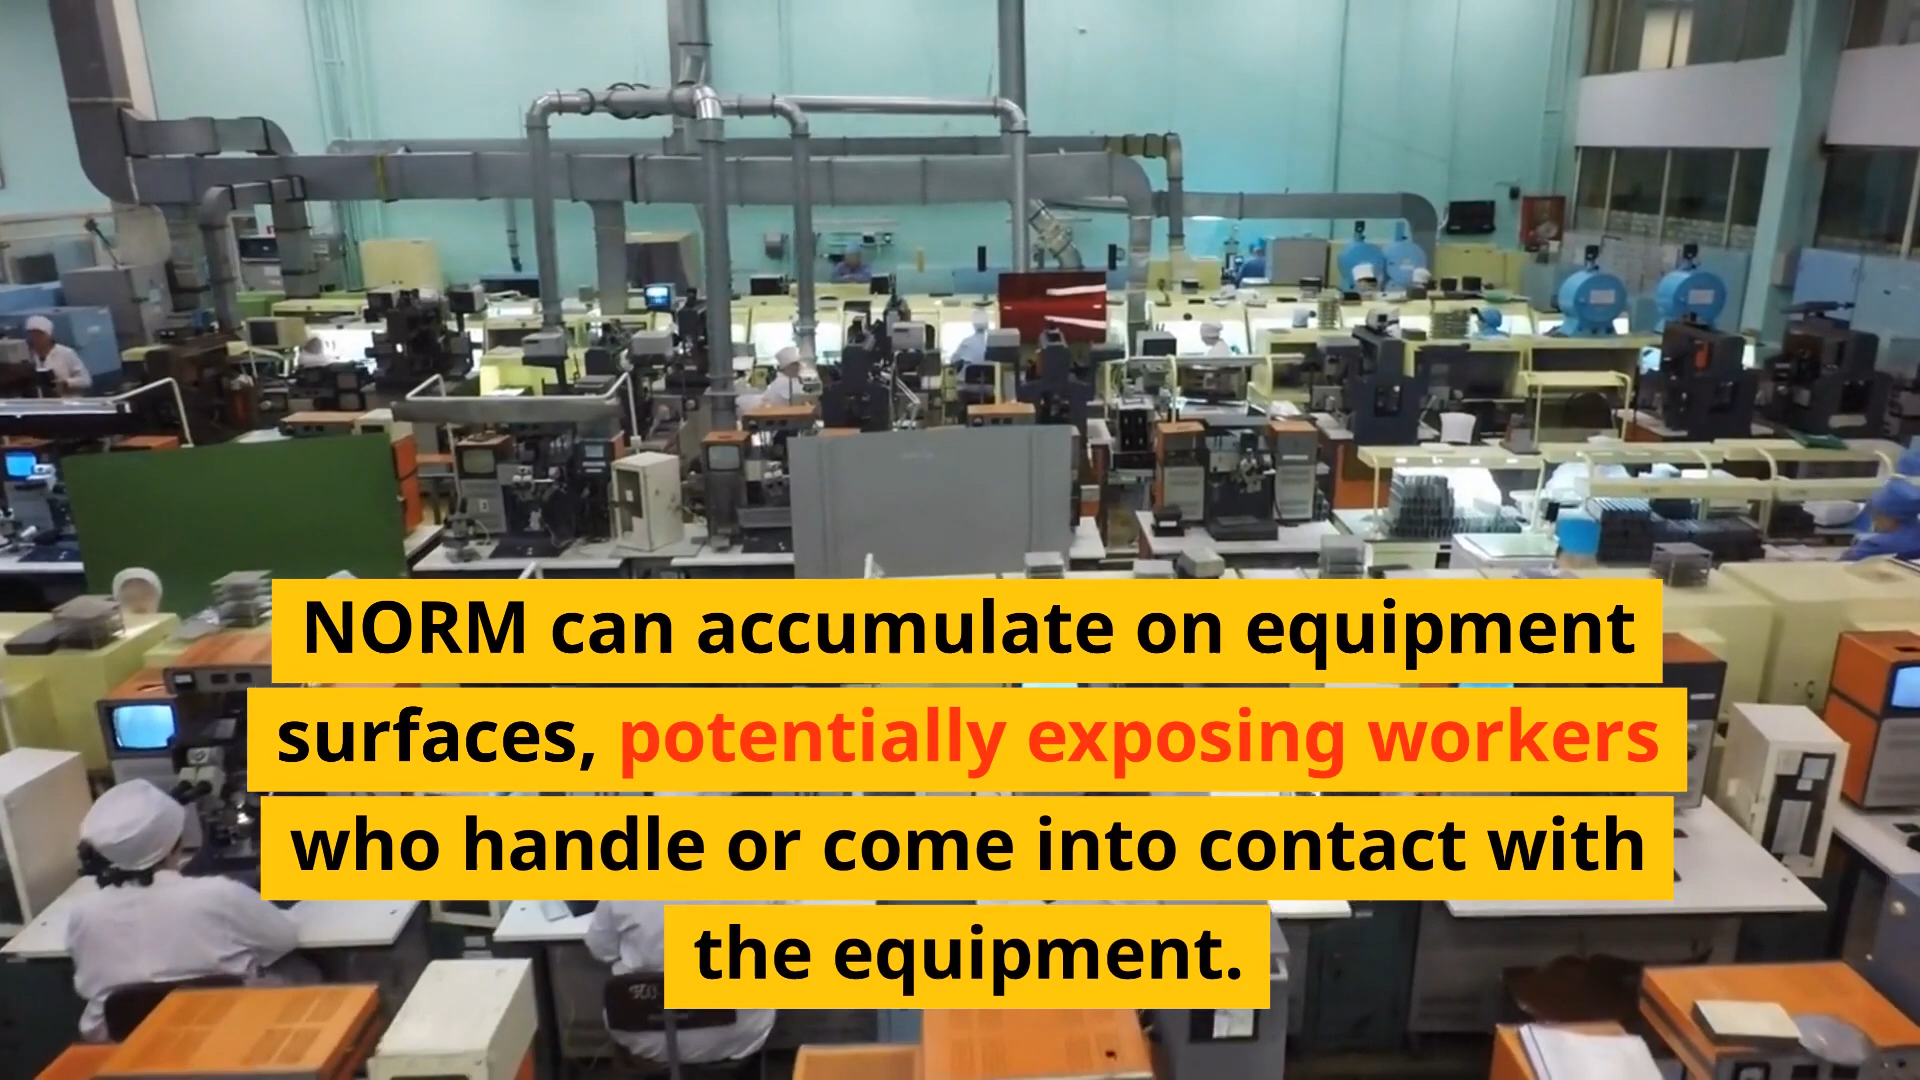 NORM can accumulate on equipment
surfaces, potentially exposing workers
who handle or come into contact with
the equipment.